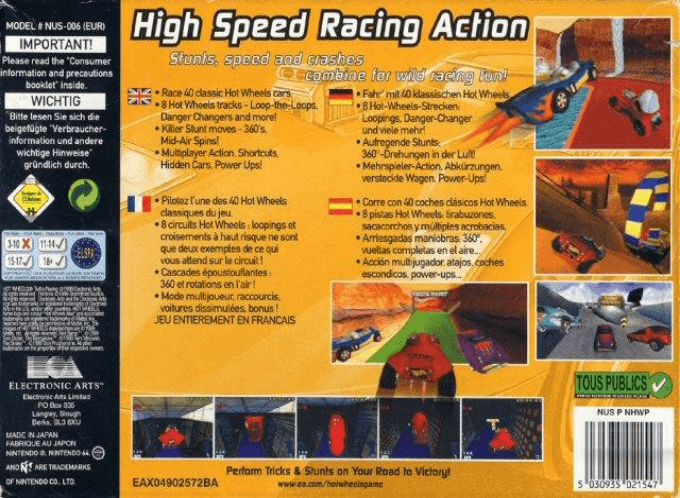 MODEL # NUS-006 (EUR)
IMPORTANT!
Please read the "Consumer
information and precautions
booklet" inside.
WICHTIG
Bitte lesen Sie sich die
beigefügte "Verbraucher-
information und andere
wichtige Hinweise"
gründlich durch.
3-10
11-14
15-17
18+
ELSPA
ELECTRONIC ARTS™
Electronic Arts Limited
PO Box 835
Langley, Slough
Berks, SL3 8XU
MADE IN JAPAN
FABRIQUE AU JAPON
NINTENDO ®, NINTENDO 64, ®
AND ARE TRADEMARKS
OF NINTENDO CO., LTD.
High Speed Racing Action
Stunts, speed and crashes
combine for wild racing fun!
• Race 40 classic Hot Wheels cars.
• 8 Hot Wheels tracks - Loop-the-Loops,
Danger Changers and more!
• Killer Stunt moves - 360's,
Mid-Air Spins!
• Multiplayer Action, Shortcuts,
Hidden Cars, Power Ups!
• Fahr' mit 40 klassischen Hot Wheels
• 8 Hot-Wheels-Strecken:
Loopings, Danger-Changer
und viele mehr!
• Aufregende Stunts:
360°-Drehungen in der Luft!
• Mehrspieler-Action, Abkürzungen,
versteckte Wagen, Power-Ups!
• Pilotez l'une des 40 Hot Wheels
classiques du jeu.
• 8 circuits Hot Wheels : loopings et
croisements à haut risque ne sont
que deux exemples de ce qui
vous attend sur le circuit !
• Cascades époustouflantes :
360 et rotations en l'air !
• Mode multijoueur, raccourcis,
voitures dissimulées, bonus !
JEU ENTIEREMENT EN FRANCAIS
• Corre con 40 coches clásicos Hot Wheels.
• 8 pistas Hot Wheels: tirabuzones,
sacacorchos y múltiples acrobacias.
• Arriesgadas maniobras: 360°,
vueltas completas en el aire...
• Acción multijugador, atajos, coches
escondicos, power-ups...
TOUS PUBLICS
NUS P NHWP
5 030935 021547
Perform Tricks & Stunts on Your Road to Victory!
EAX04902572BA
www.ea.com/hotwheelsgame